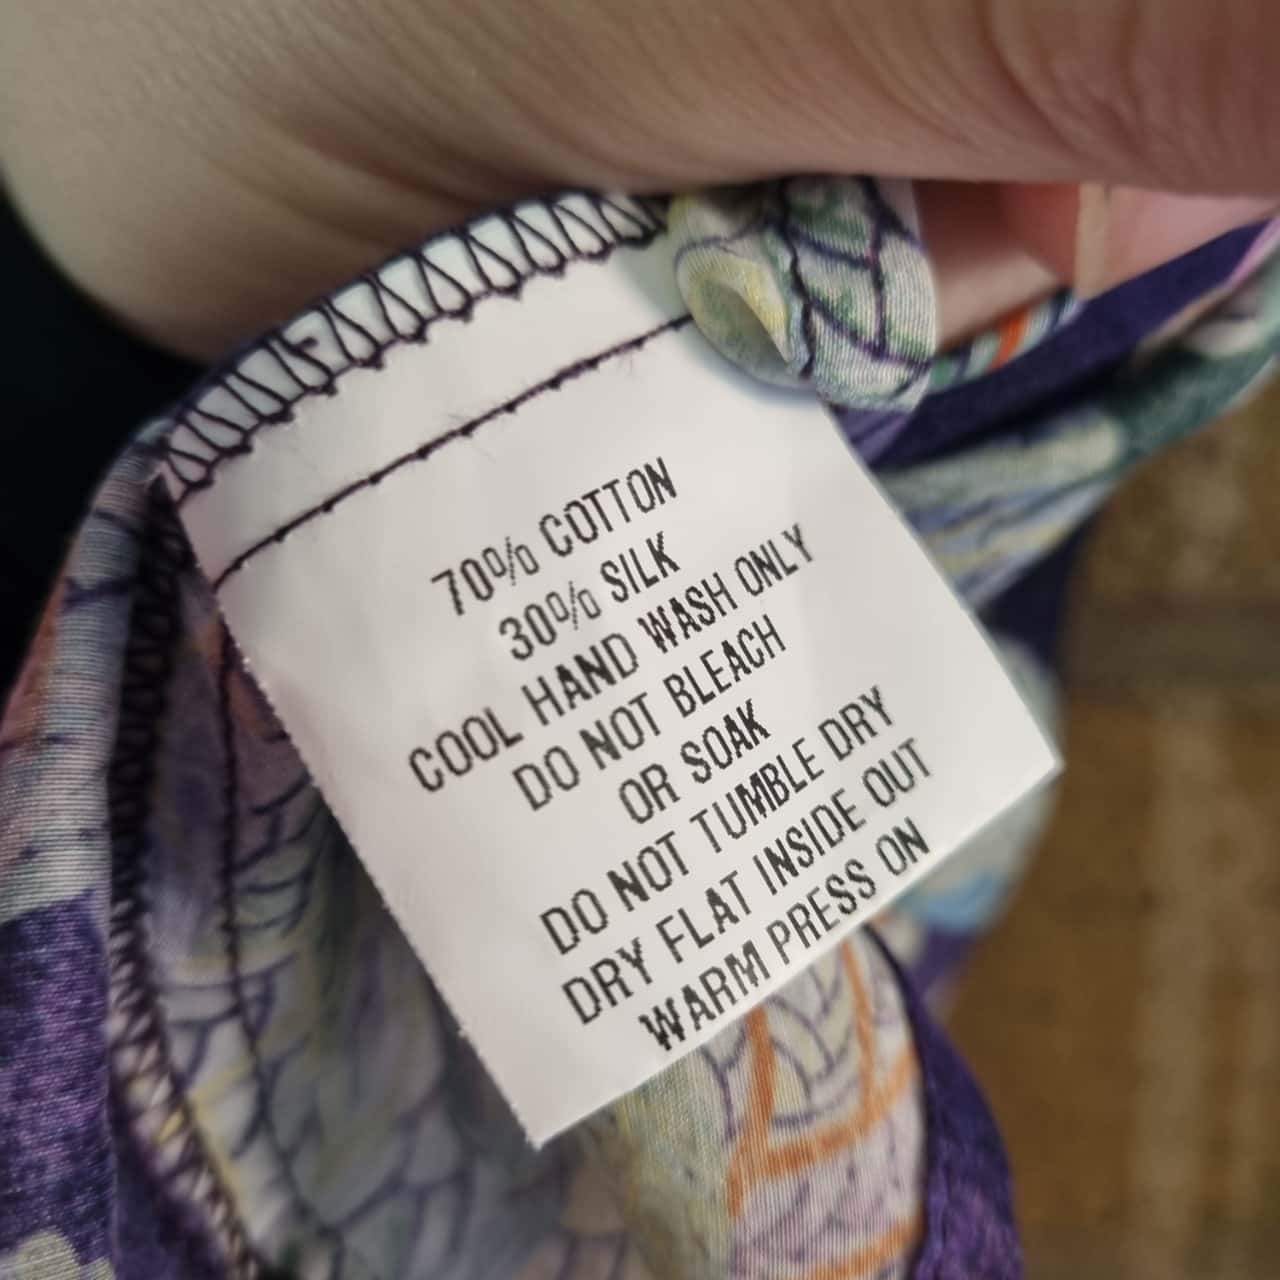 70% COTTON
30% SILK
COOL HAND WASH ONLY
DO NOT BLEACH
OR SOAK
DO NOT TUMBLE DRY
DRY FLAT INSIDE OUT
WARM PRESS ON